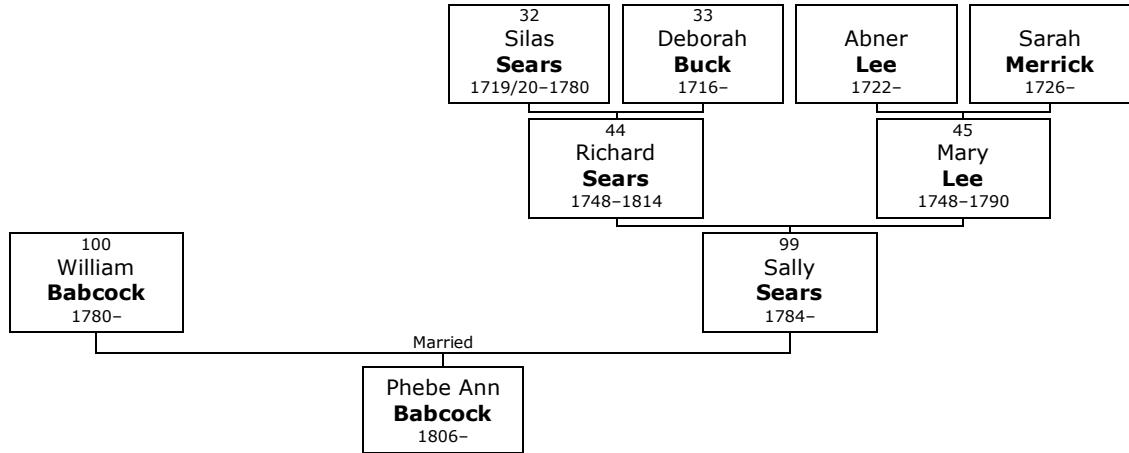 32
Silas
Sears
1719/20–1780
33
Deborah
Buck
1716–
Abner
Lee
1722–
Sarah
Merrick
1726–
44
Richard
Sears
1748–1814
45
Mary
Lee
1748–1790
100
William
Babcock
1780–
99
Sally
Sears
1784–
Married
Phebe Ann
Babcock
1806–